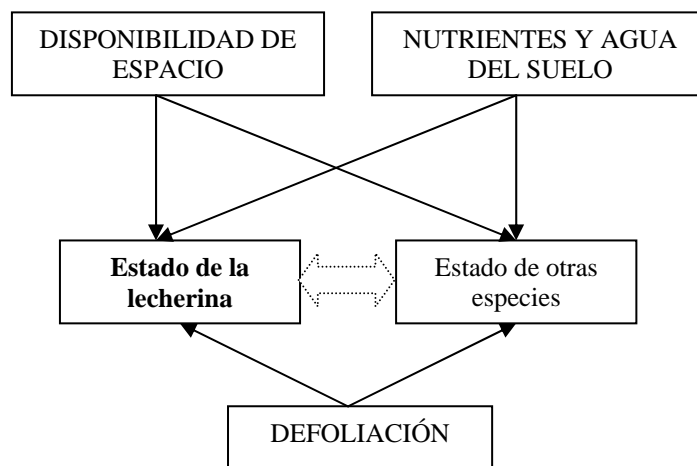 DISPONIBILIDAD DE
ESPACIO
NUTRIENTES Y AGUA
DEL SUELO
Estado de la
lecherina
Estado de otras
especies
DEFOLIACIÓN